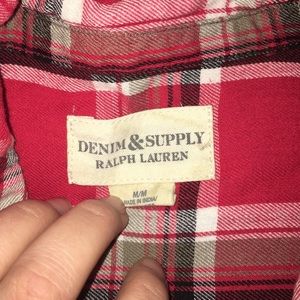 DENIM & SUPPLY
RALPH LAUREN
M/M
MADE IN INDIA/